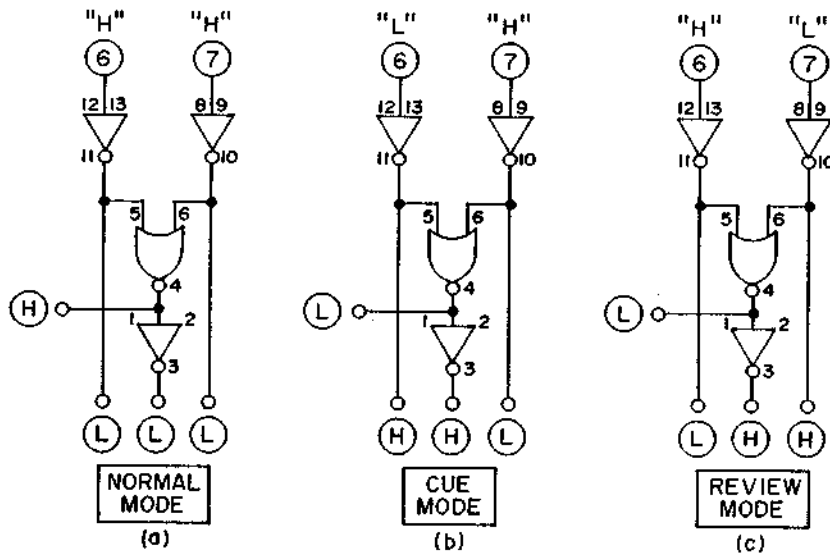 "H" "H" "L" "H" "H" "L"
6 7 6 7 6 7
12 13 8 9 12 13 8 9 12 13 8 9
11 10 11 10 11 10
5 6 5 6 5 6
4 4 4
H L L
1 2 1 2 1 2
3 3 3
L L L H H L L H H
NORMAL MODE CUE MODE REVIEW MODE
(a) (b) (c)